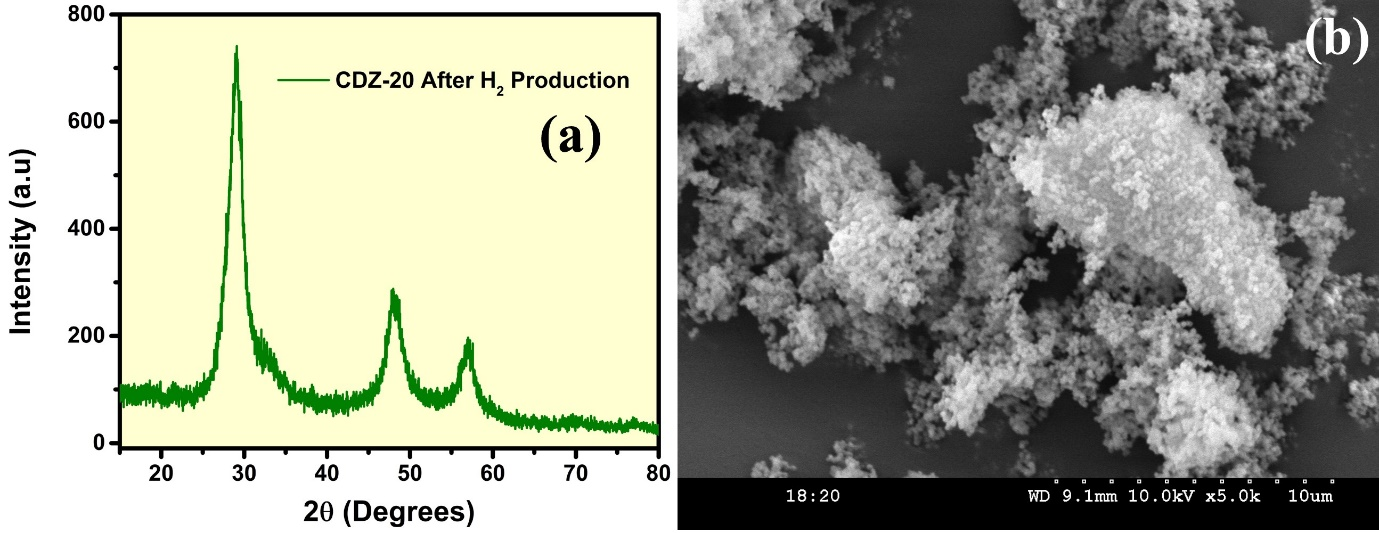 800
600
400
200
0
Intensity (a.u)
CDZ-20 After H₂ Production
(a)
20 30 40 50 60 70 80
2θ (Degrees)
(b)
18:20 WD 9.1mm 10.0kV x5.0k 10um